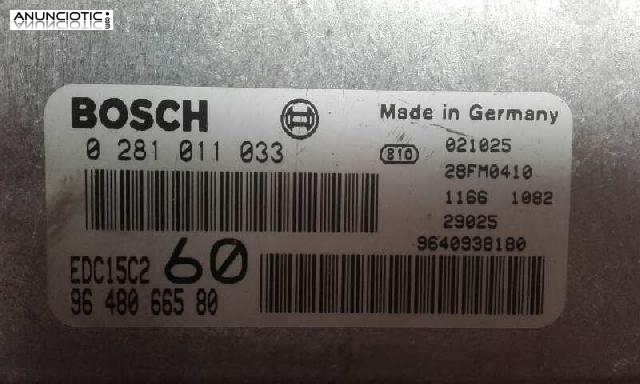 ANUNCIOTIC
.com
BOSCH
Made in Germany
0 281 011 033
810
021025
28FM0410
1166 1082
29025
9640938180
EDC15C2 60
96 480 665 80